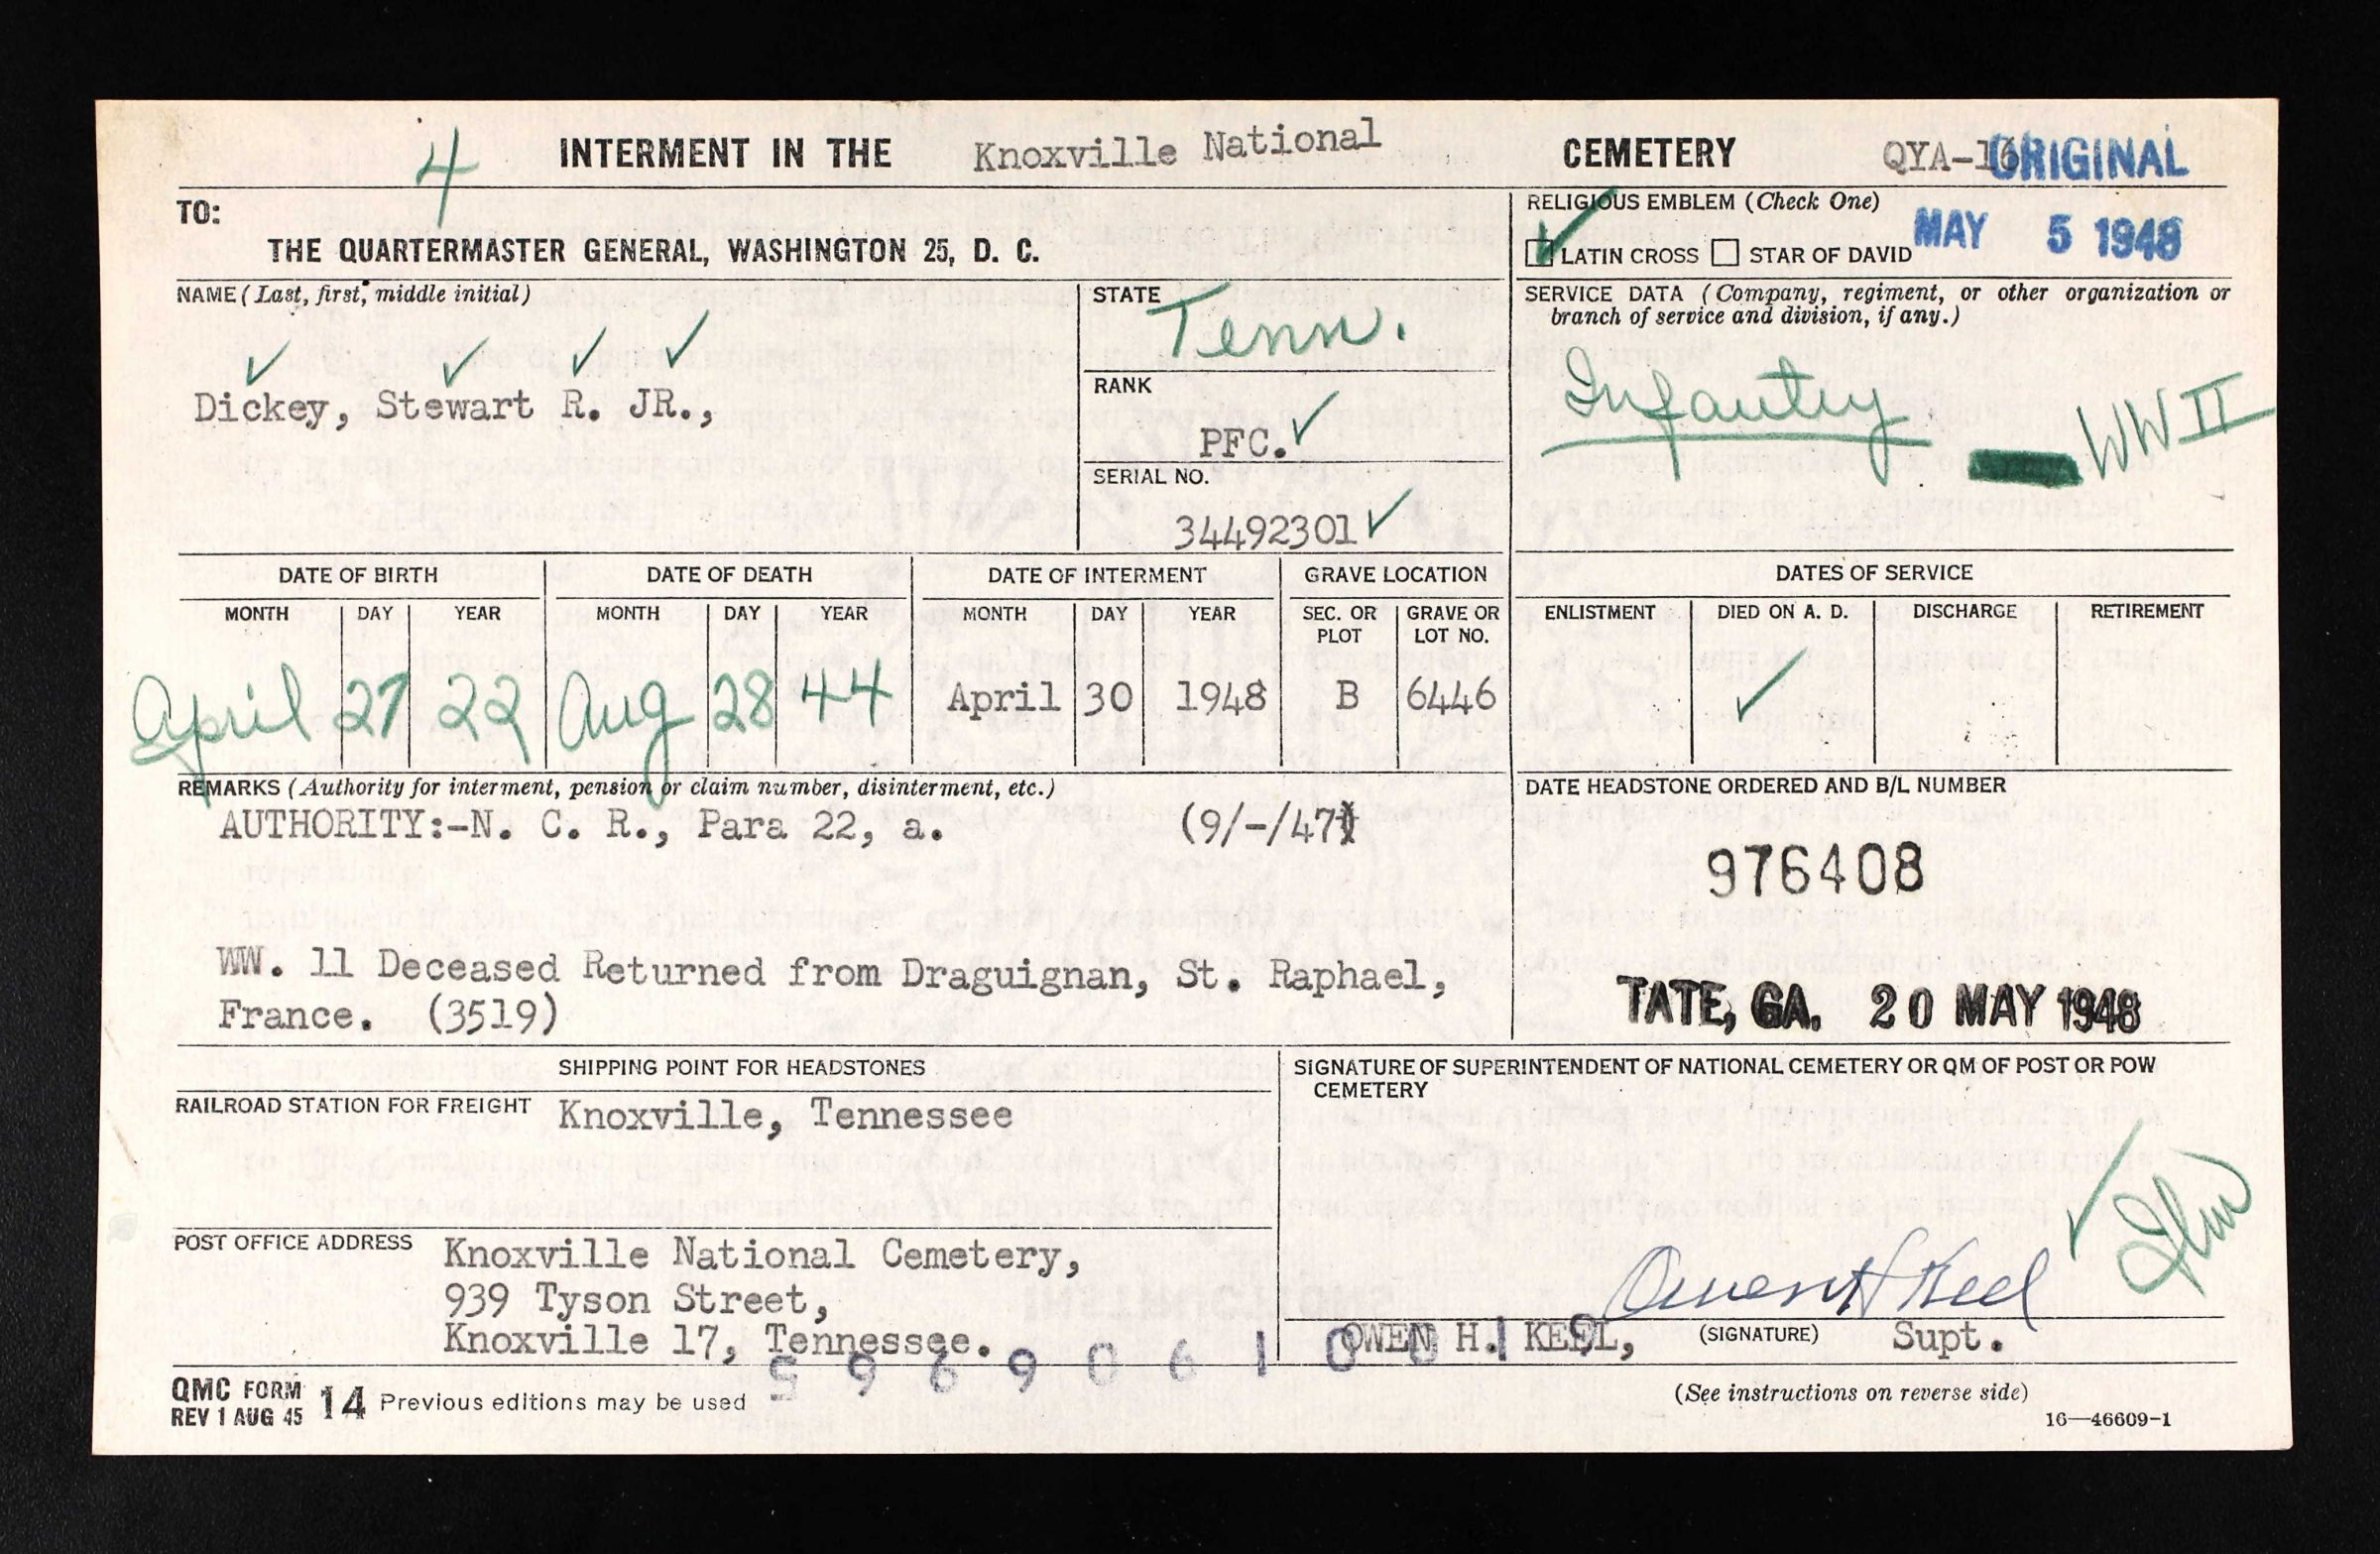 4 INTERMENT IN THE Knoxville National CEMETERY QYA-16 ORIGINAL
TO:
THE QUARTERMASTER GENERAL, WASHINGTON 25, D. C.
RELIGIOUS EMBLEM (Check One)
MAY 5 1948
LATIN CROSS STAR OF DAVID
NAME (Last, first, middle initial)
Dickey, Stewart R. JR.,
STATE
Tenn.
RANK
PFC.
SERIAL NO.
34492301
SERVICE DATA (Company, regiment, or other organization or
branch of service and division, if any.)
Infantry WW II
DATE OF BIRTH DATE OF DEATH DATE OF INTERMENT GRAVE LOCATION DATES OF SERVICE
MONTH DAY YEAR MONTH DAY YEAR MONTH DAY YEAR SEC. OR PLOT GRAVE OR LOT NO. ENLISTMENT DIED ON A. D. DISCHARGE RETIREMENT
April 27 22 Aug 28 44 April 30 1948 B 6446
REMARKS (Authority for interment, pension or claim number, disinterment, etc.)
AUTHORITY:-N. C. R., Para 22, a. (9/-/47)
WW. 11 Deceased Returned from Draguignan, St. Raphael,
France. (3519)
DATE HEADSTONE ORDERED AND B/L NUMBER
976408
TATE, GA. 20 MAY 1948
SHIPPING POINT FOR HEADSTONES
RAILROAD STATION FOR FREIGHT Knoxville, Tennessee
POST OFFICE ADDRESS Knoxville National Cemetery,
939 Tyson Street,
Knoxville 17, Tennessee.
SIGNATURE OF SUPERINTENDENT OF NATIONAL CEMETERY OR QM OF POST OR POW
CEMETERY
Owen H Keel
OWEN H. KEEL, (SIGNATURE) Supt.
QMC FORM 14 Previous editions may be used
REV 1 AUG 45
(See instructions on reverse side)
16—46609-1